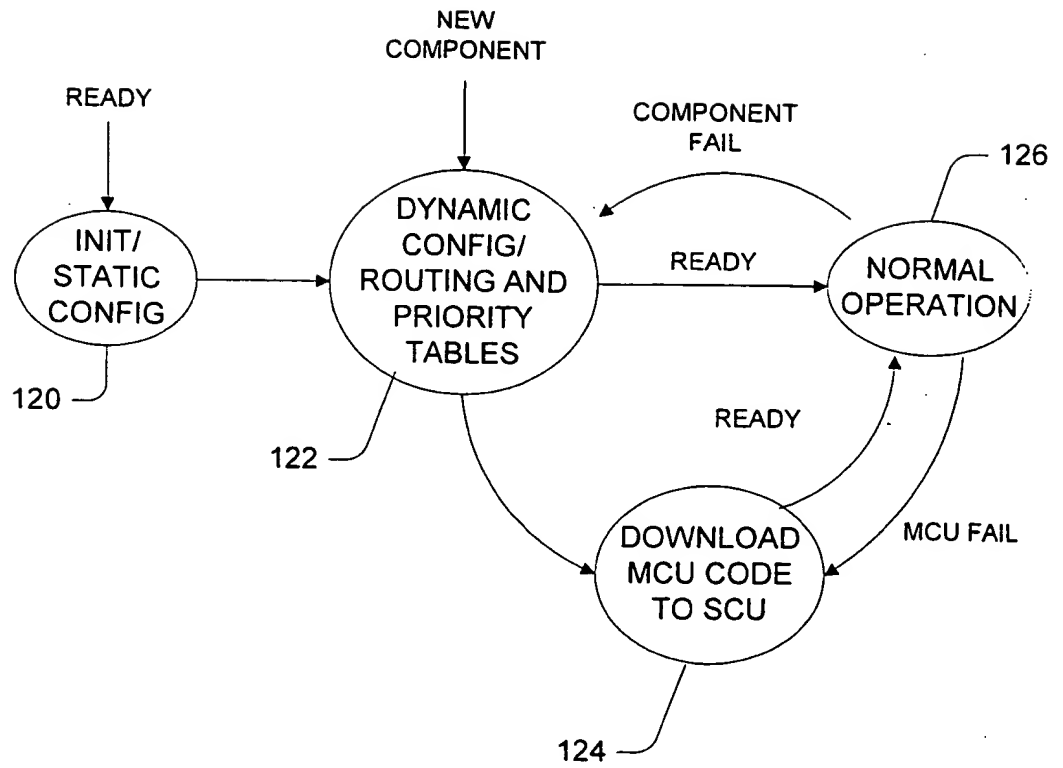 NEW
COMPONENT
READY
COMPONENT
FAIL
126
INIT/
STATIC
CONFIG
DYNAMIC
CONFIG/
ROUTING AND
PRIORITY
TABLES
READY
NORMAL
OPERATION
120
122
READY
DOWNLOAD
MCU CODE
TO SCU
MCU FAIL
124